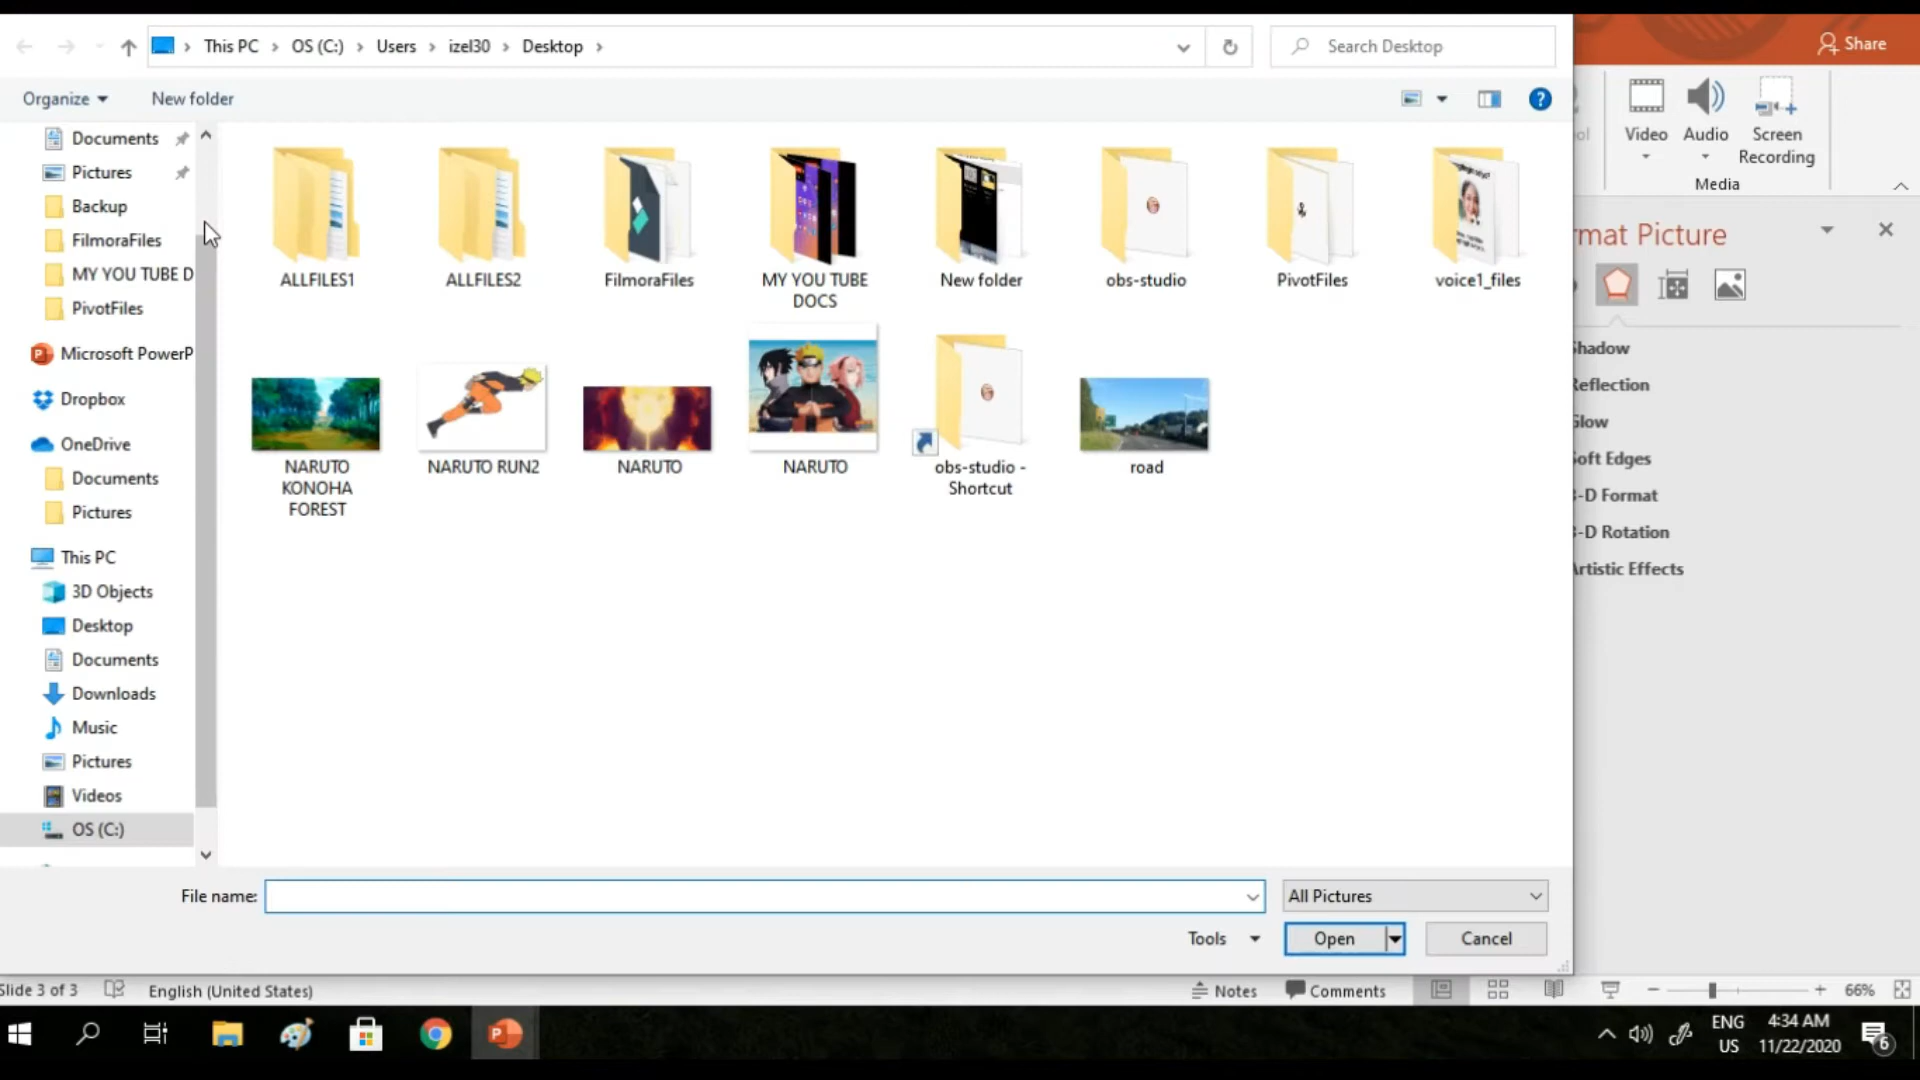 This PC > OS (C:) > Users > izel30 > Desktop >
Search Desktop
Share
Organize
New folder
Video
Audio
Screen
Recording
Media
Documents
Pictures
Backup
FilmoraFiles
MY YOU TUBE D
PivotFiles
Microsoft PowerP
Dropbox
OneDrive
Documents
Pictures
This PC
3D Objects
Desktop
Documents
Downloads
Music
Pictures
Videos
OS (C:)
ALLFILES1
ALLFILES2
FilmoraFiles
MY YOU TUBE
DOCS
New folder
obs-studio
PivotFiles
voice1_files
NARUTO
KONOHA
FOREST
NARUTO RUN2
NARUTO
NARUTO
obs-studio -
Shortcut
road
rmat Picture
Shadow
Reflection
Glow
Soft Edges
3-D Format
3-D Rotation
Artistic Effects
File name:
All Pictures
Tools
Open
Cancel
Slide 3 of 3
English (United States)
Notes
Comments
66%
ENG
US
4:34 AM
11/22/2020
6